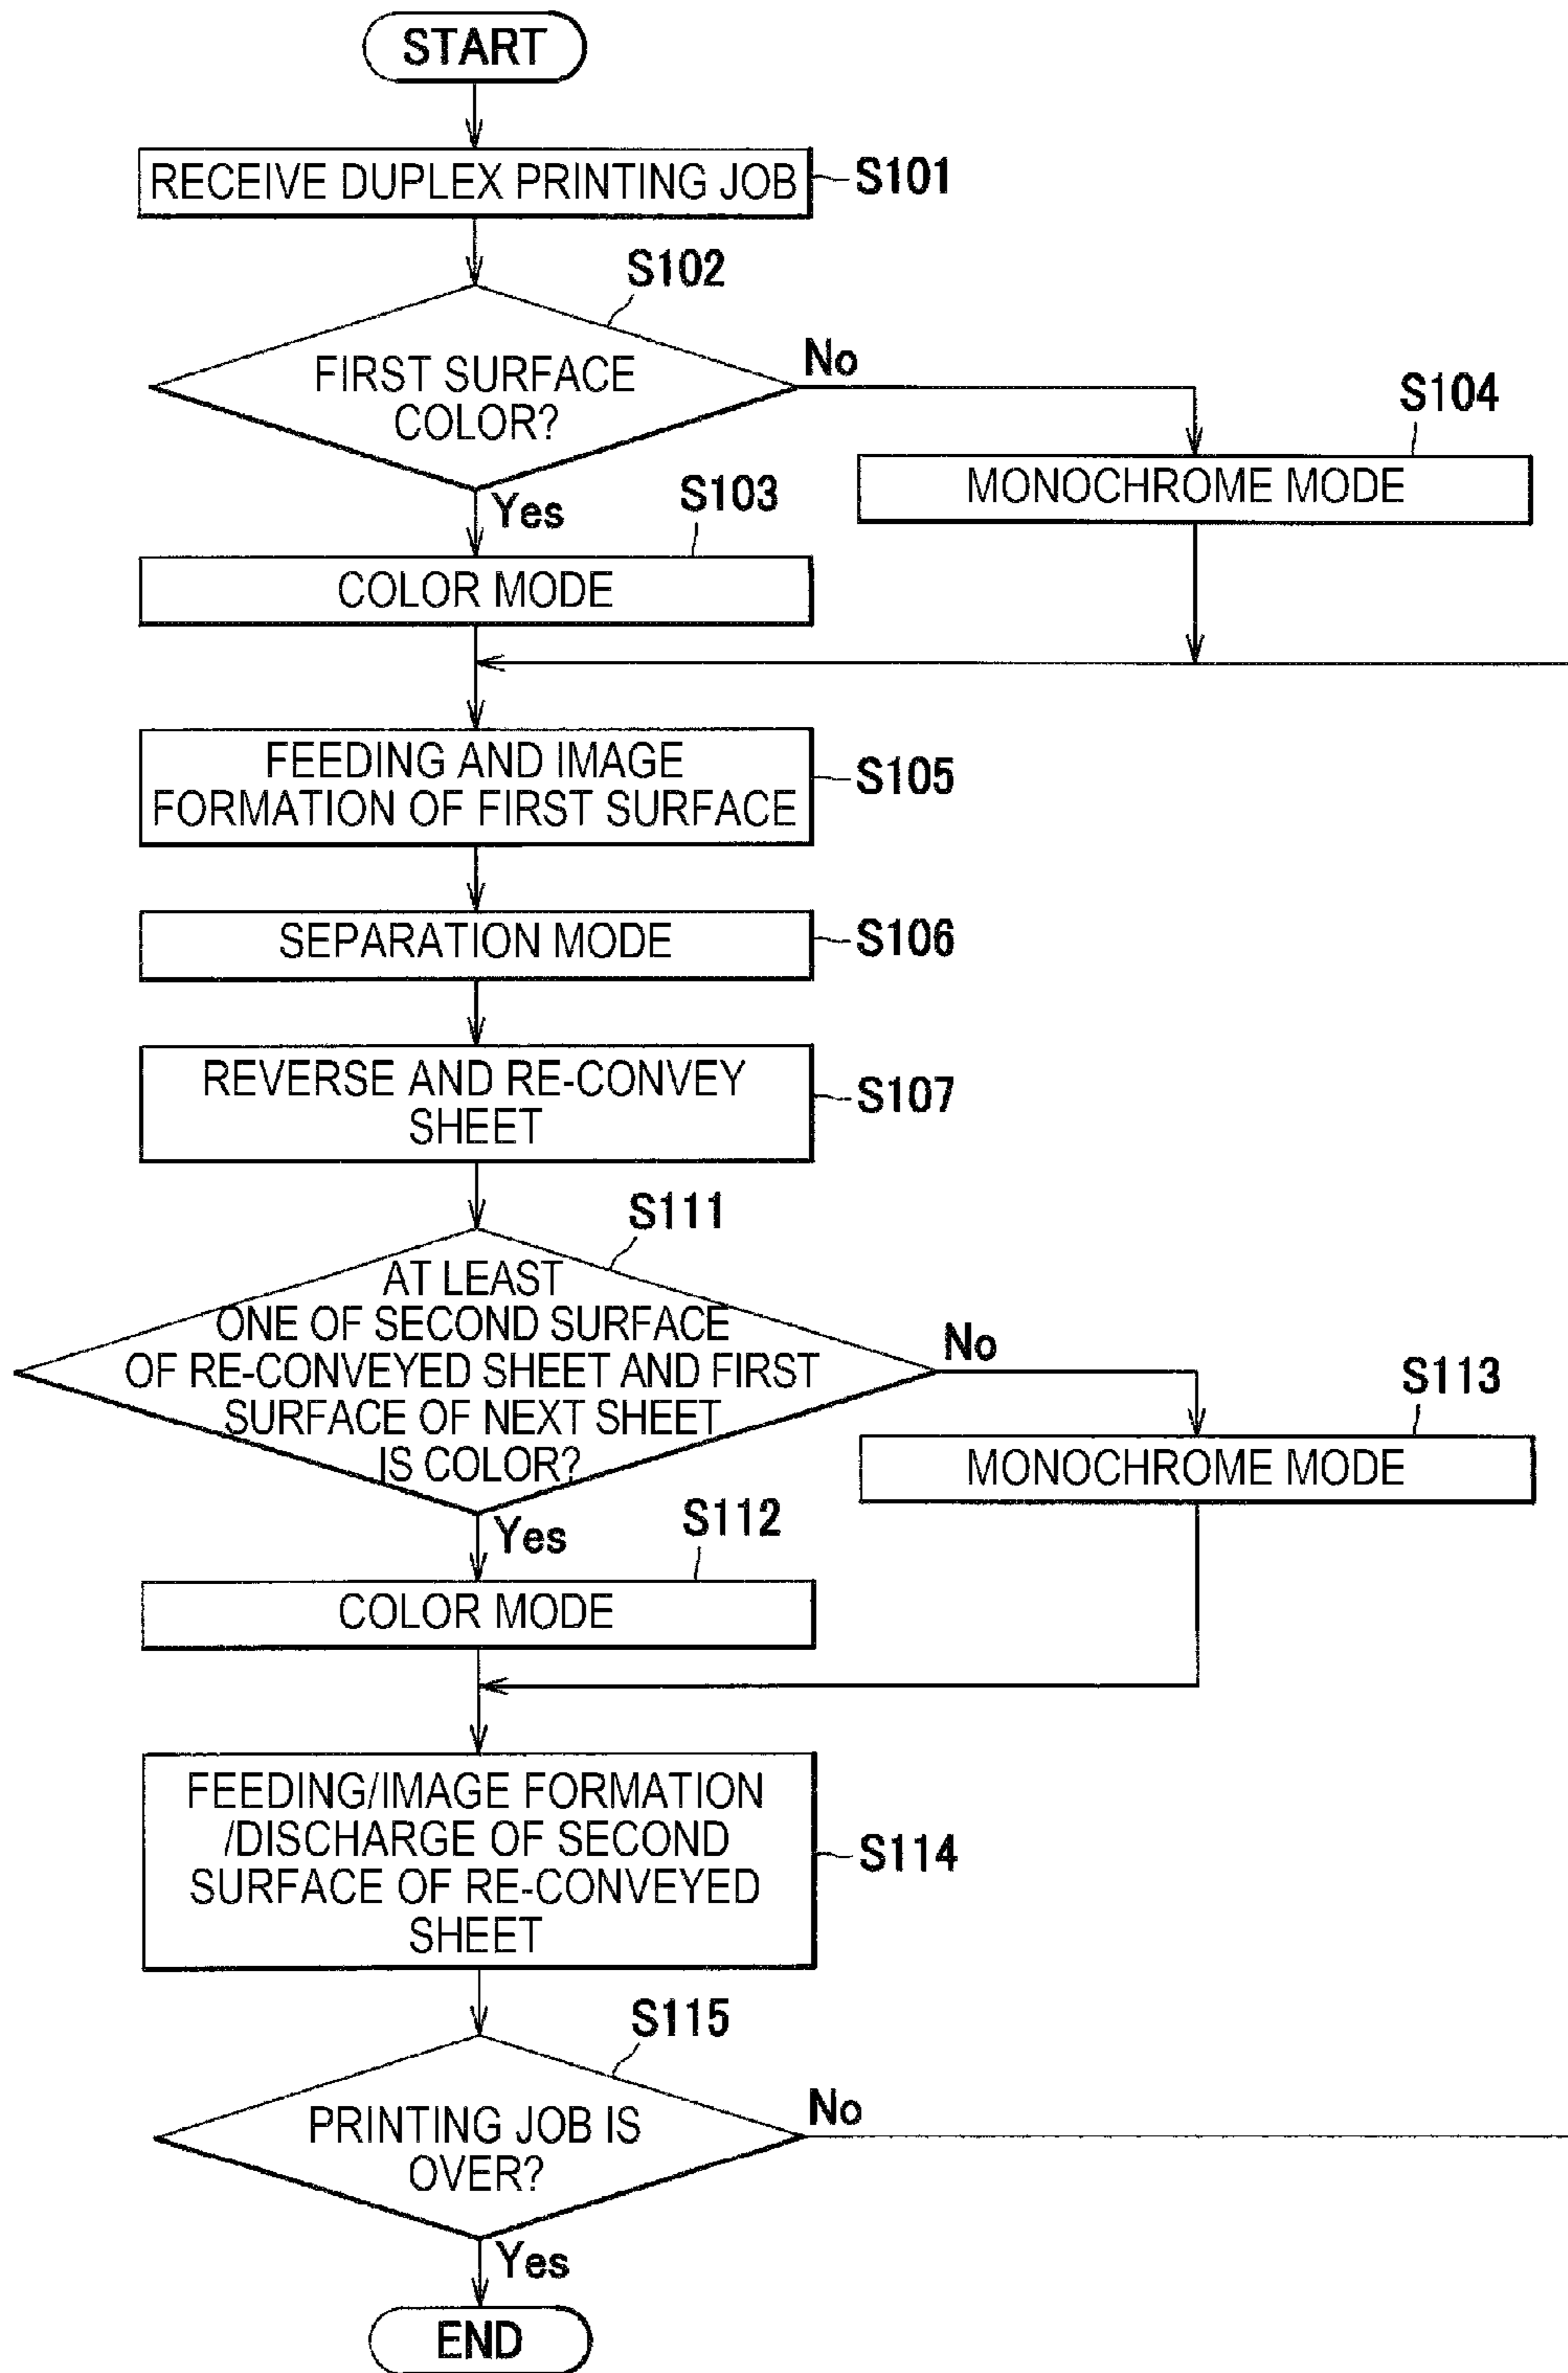 START
RECEIVE DUPLEX PRINTING JOB
S101
S102
FIRST SURFACE
COLOR?
No
S104
MONOCHROME MODE
Yes
S103
COLOR MODE
FEEDING AND IMAGE
FORMATION OF FIRST SURFACE
S105
SEPARATION MODE
S106
REVERSE AND RE-CONVEY
SHEET
S107
S111
AT LEAST
ONE OF SECOND SURFACE
OF RE-CONVEYED SHEET AND FIRST
SURFACE OF NEXT SHEET
IS COLOR?
No
S113
MONOCHROME MODE
Yes
S112
COLOR MODE
FEEDING/IMAGE FORMATION
/DISCHARGE OF SECOND
SURFACE OF RE-CONVEYED
SHEET
S114
S115
PRINTING JOB IS
OVER?
No
Yes
END